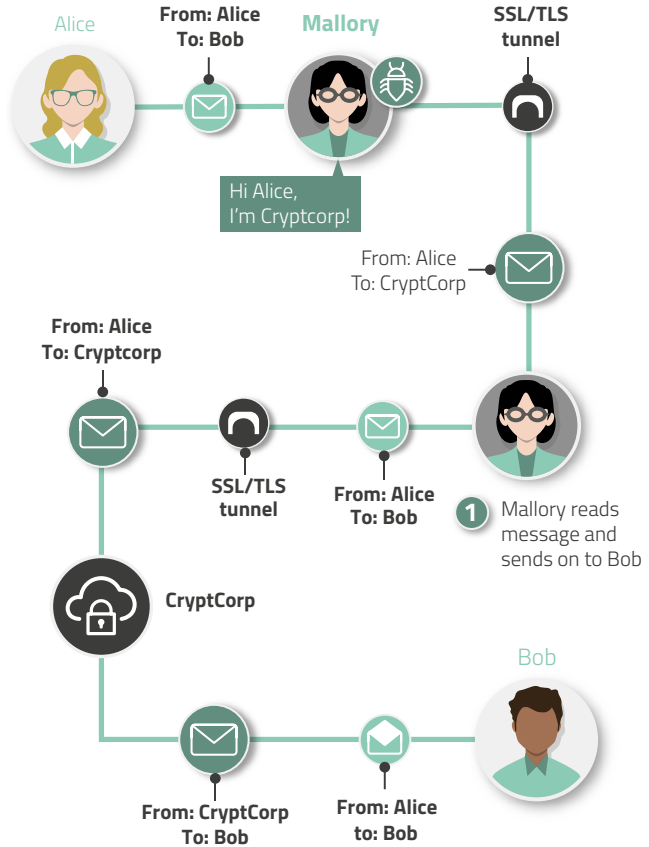 Alice
From: Alice
To: Bob
Mallory
SSL/TLS
tunnel
Hi Alice,
I'm Cryptcorp!
From: Alice
To: CryptCorp
From: Alice
To: Cryptcorp
SSL/TLS
tunnel
From: Alice
To: Bob
1 Mallory reads
message and
sends on to Bob
CryptCorp
Bob
From: CryptCorp
To: Bob
From: Alice
to: Bob